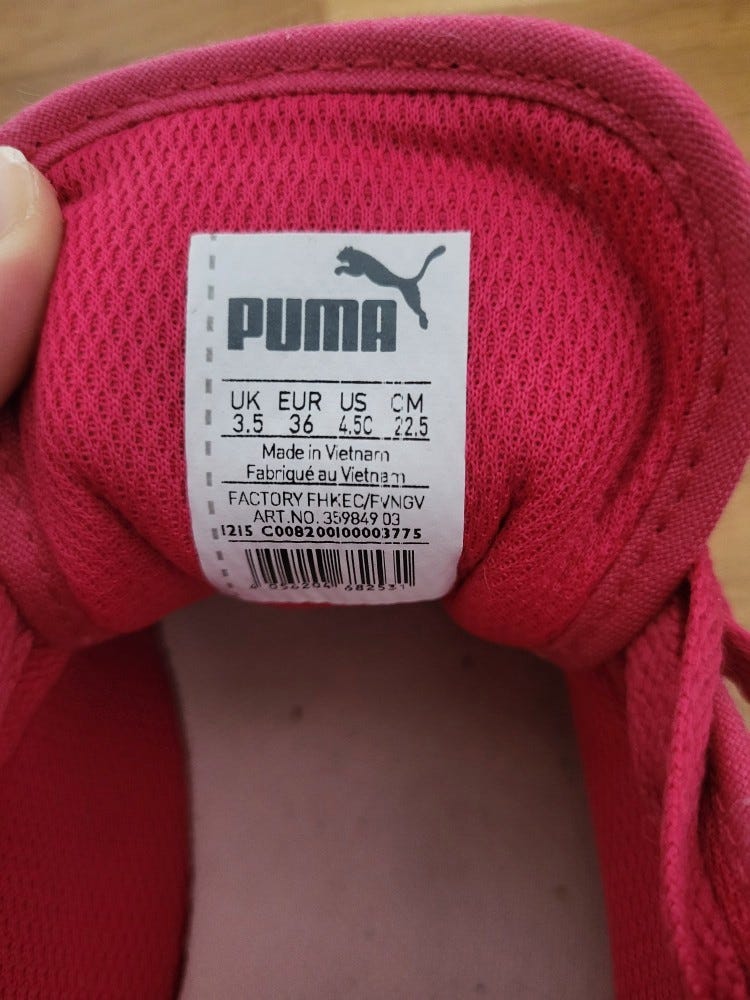 PUMA
UK EUR US CM
3.5 36 4.5C 22.5
Made in Vietnam
Fabriqué au Vietnam
FACTORY FHKEC/FVNGV
ART.NO. 359849 03
1215 C008200100003775